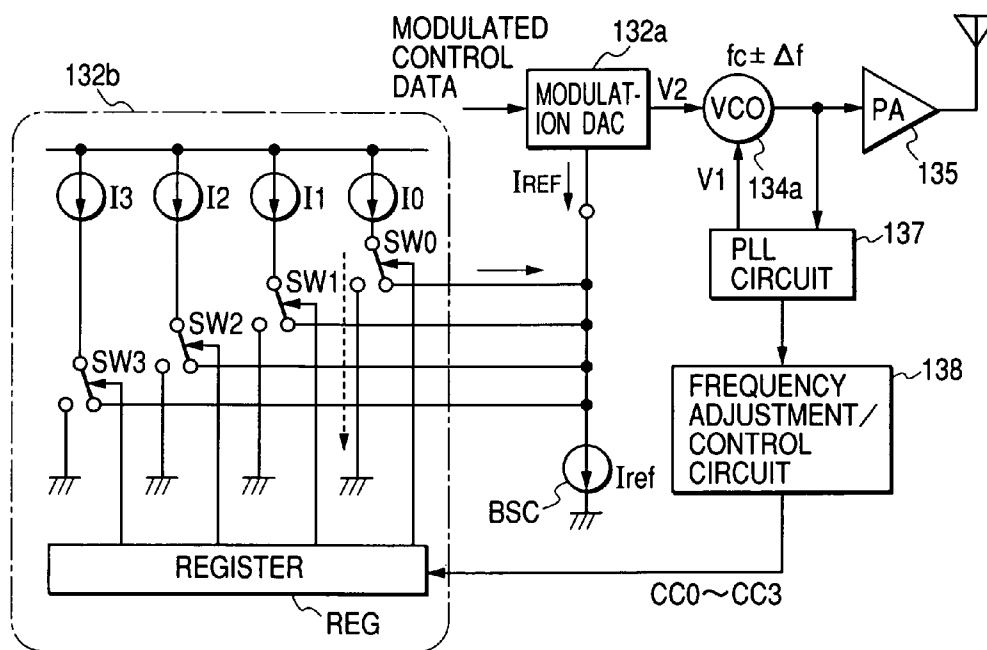 MODULATED
CONTROL
DATA
132a
MODULAT-
ION DAC
V2
fc ± Δf
VCO
134a
V1
PA
135
132b
I3
I2
I1
I0
IREF
SW0
SW1
SW2
SW3
PLL
CIRCUIT
137
FREQUENCY
ADJUSTMENT/
CONTROL
CIRCUIT
138
Iref
BSC
REGISTER
REG
CC0~CC3